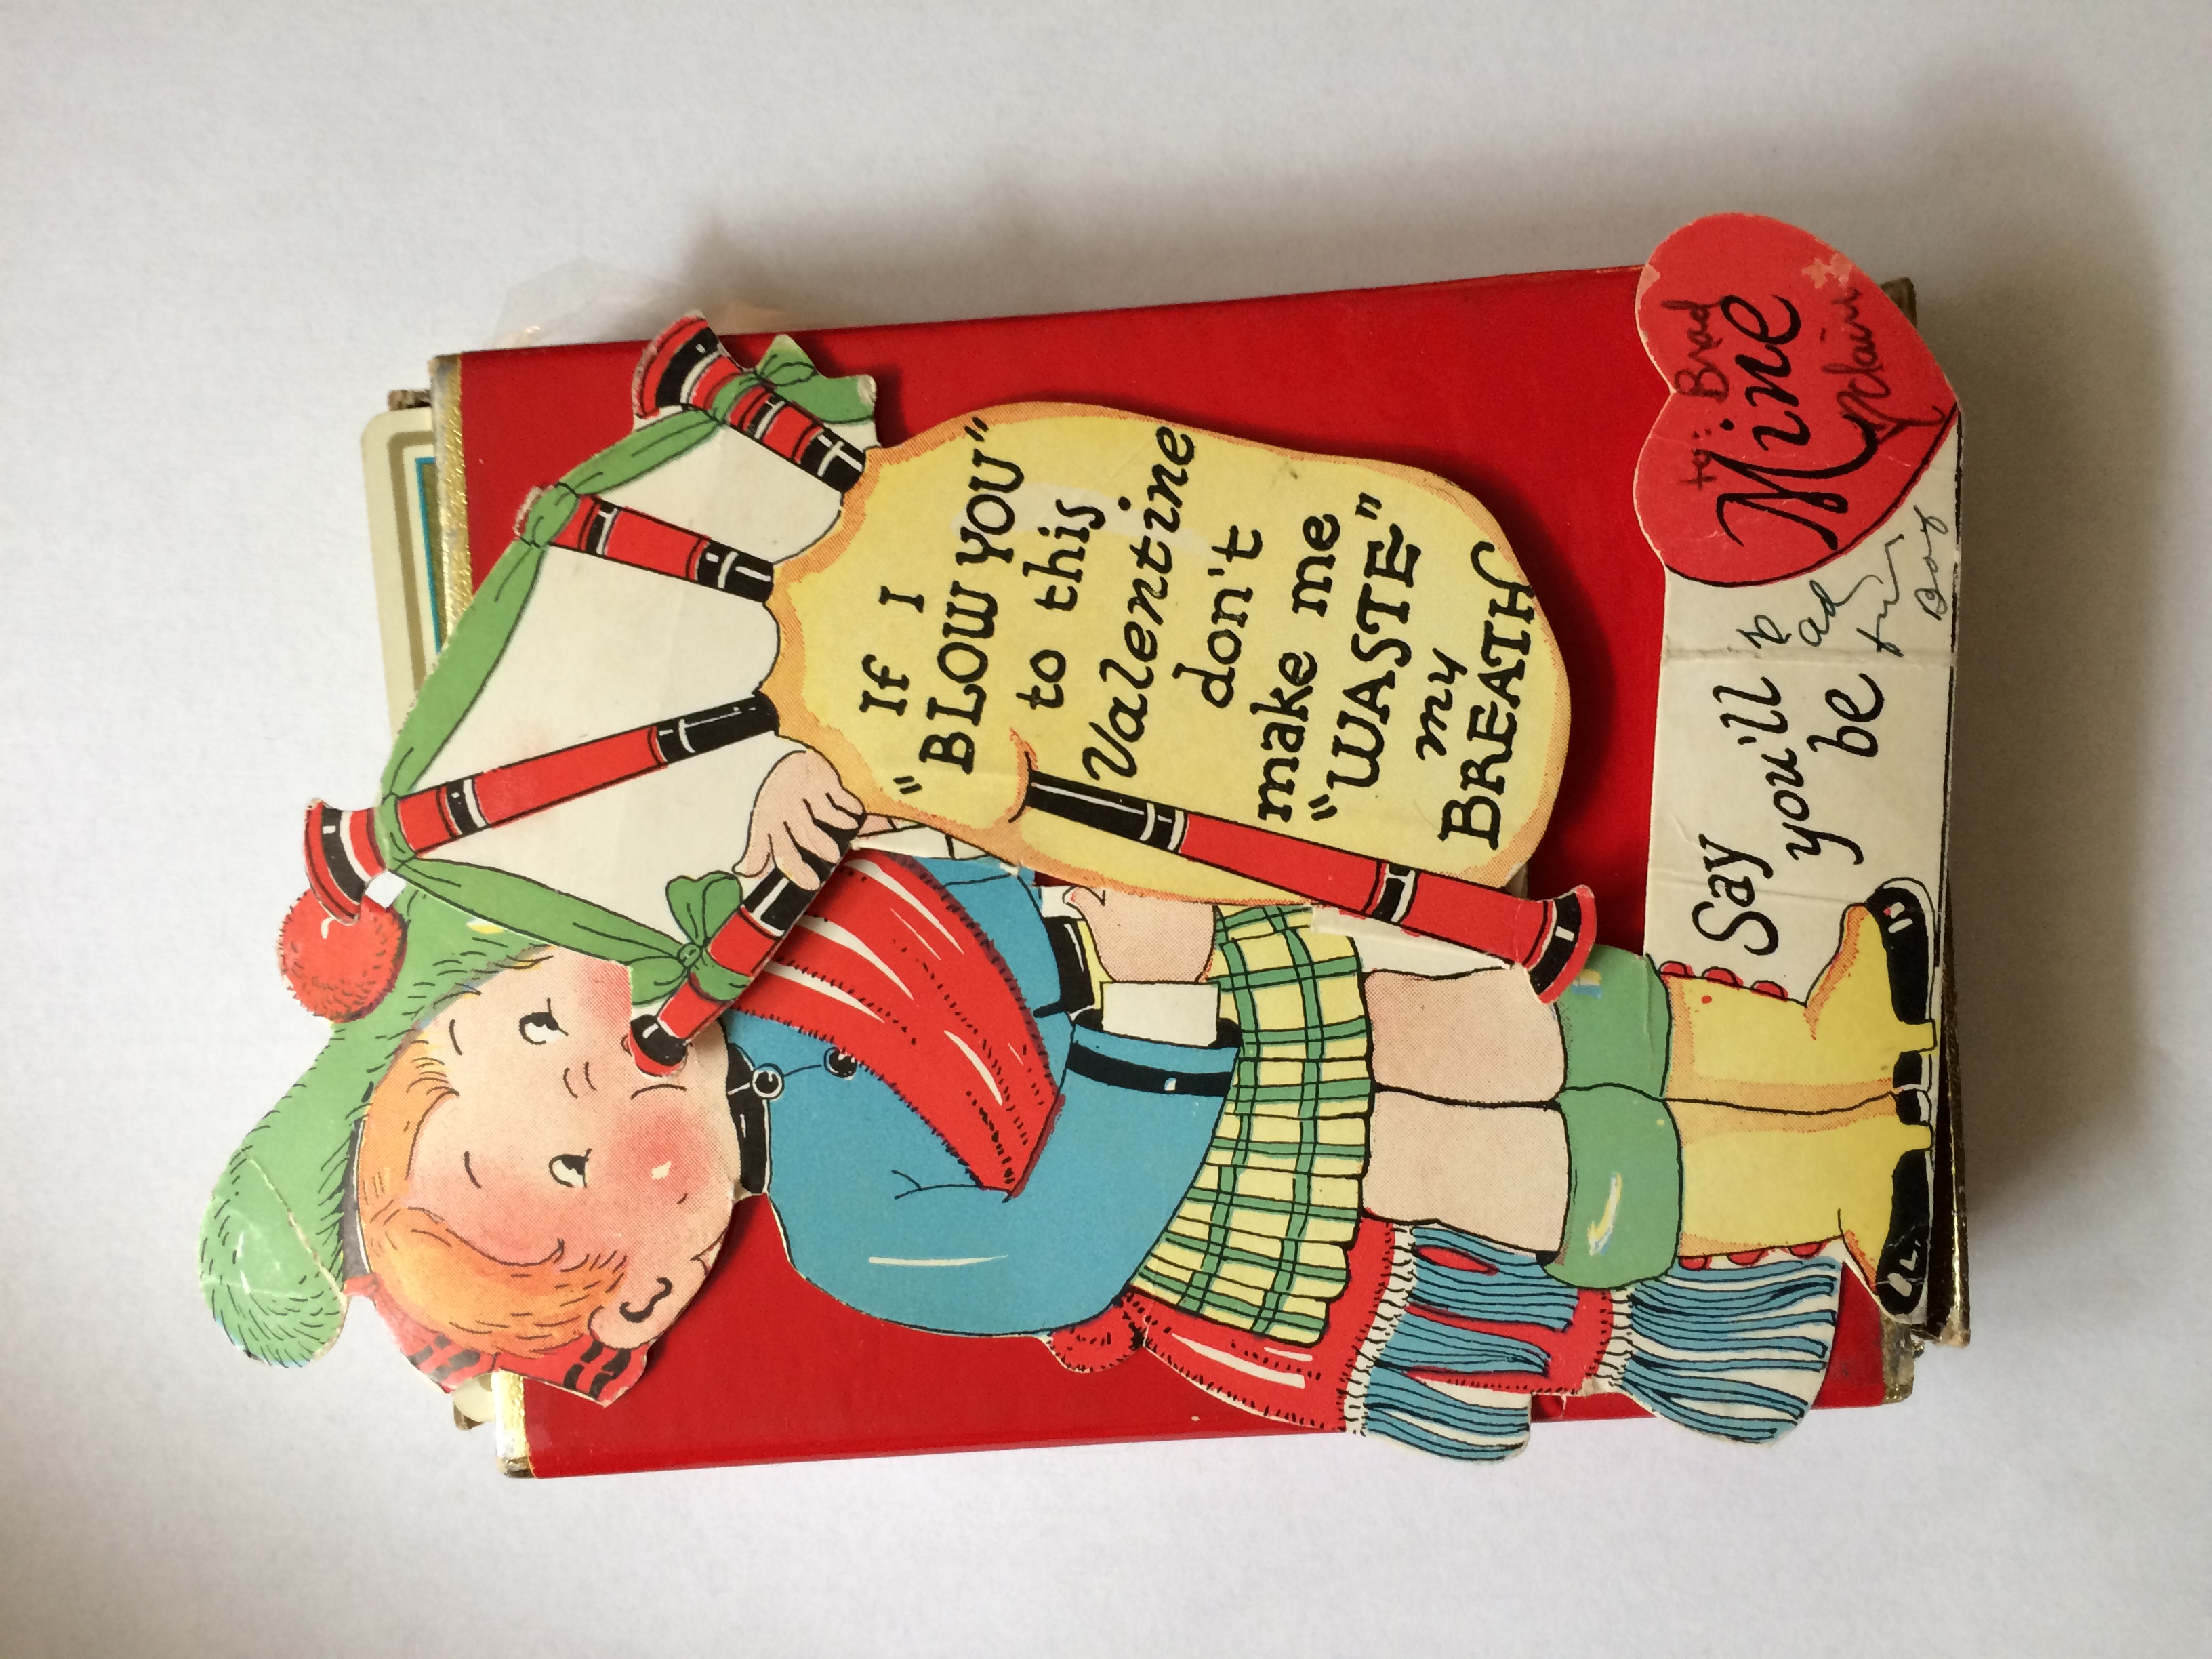 If I
"BLOW YOU"
to this
Valentine
don't
make me
"WASTE"
my
BREATH
Say
you'll
be
to: Brad
Mine
Boy